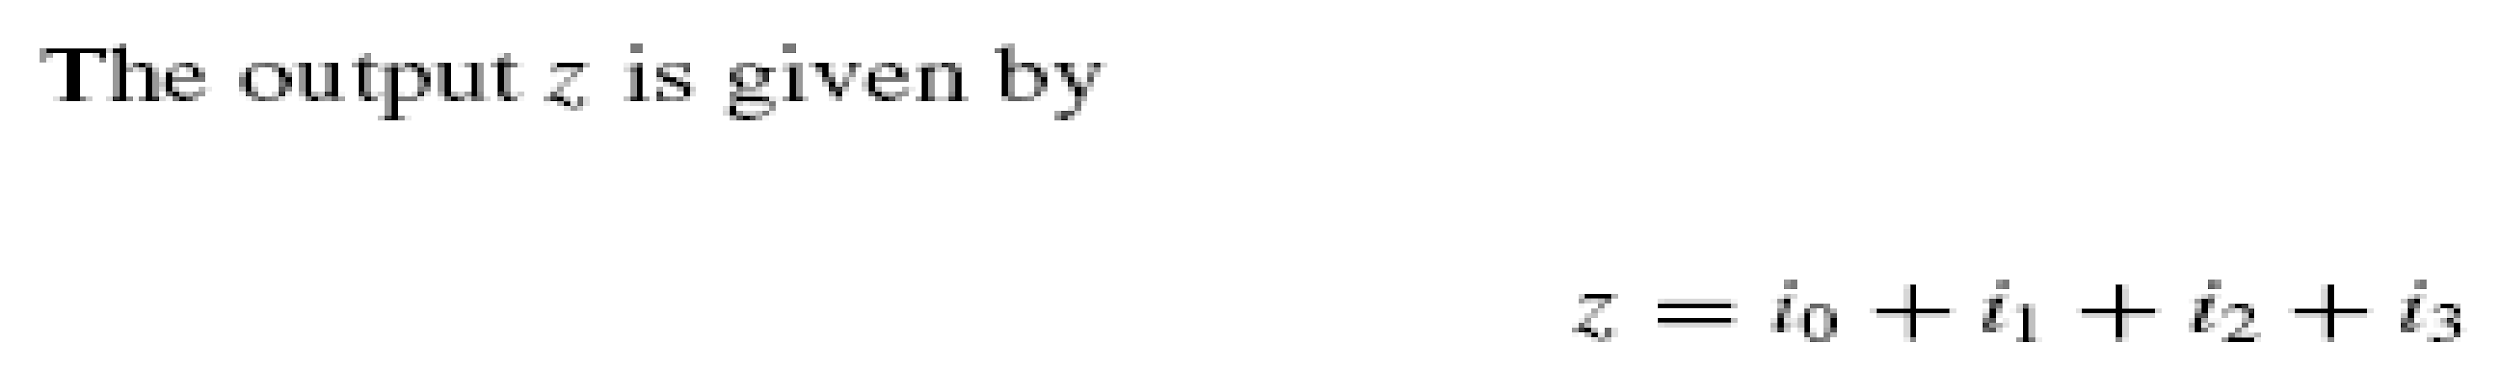 The output z is given by
z = i₀ + i₁ + i₂ + i₃